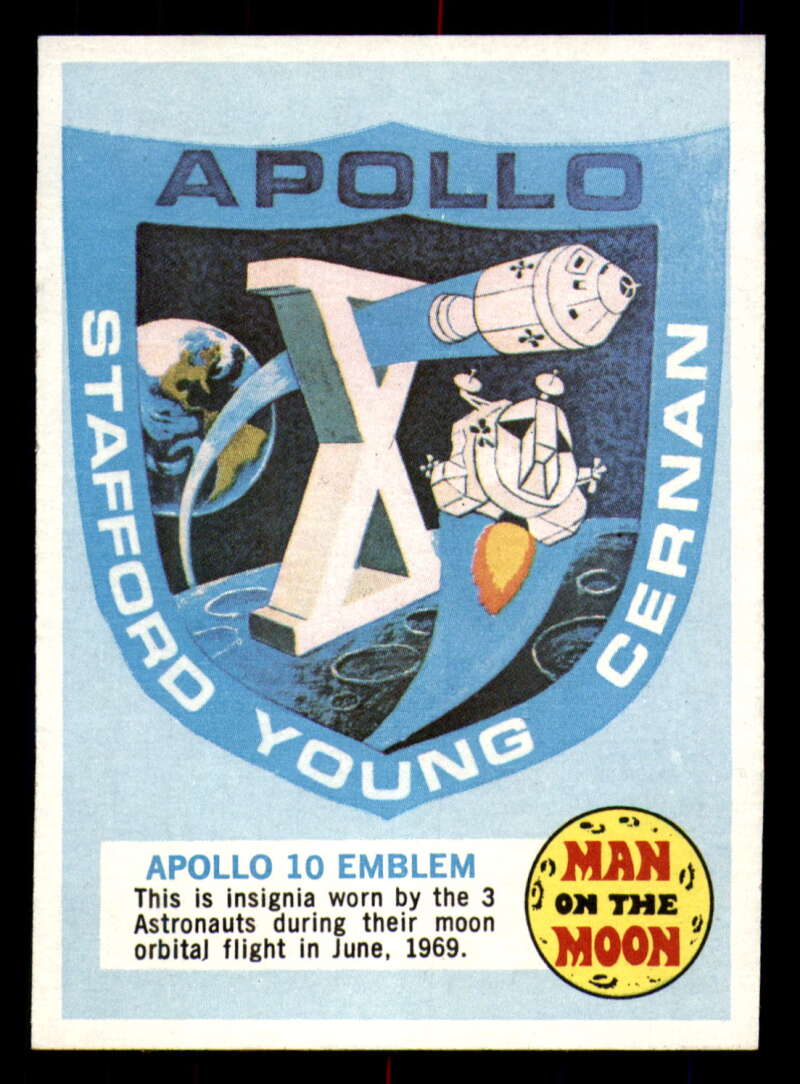 APOLLO
STAFFORD YOUNG CERNAN
APOLLO 10 EMBLEM
This is insignia worn by the 3
Astronauts during their moon
orbital flight in June, 1969.
MAN
ON THE
MOON